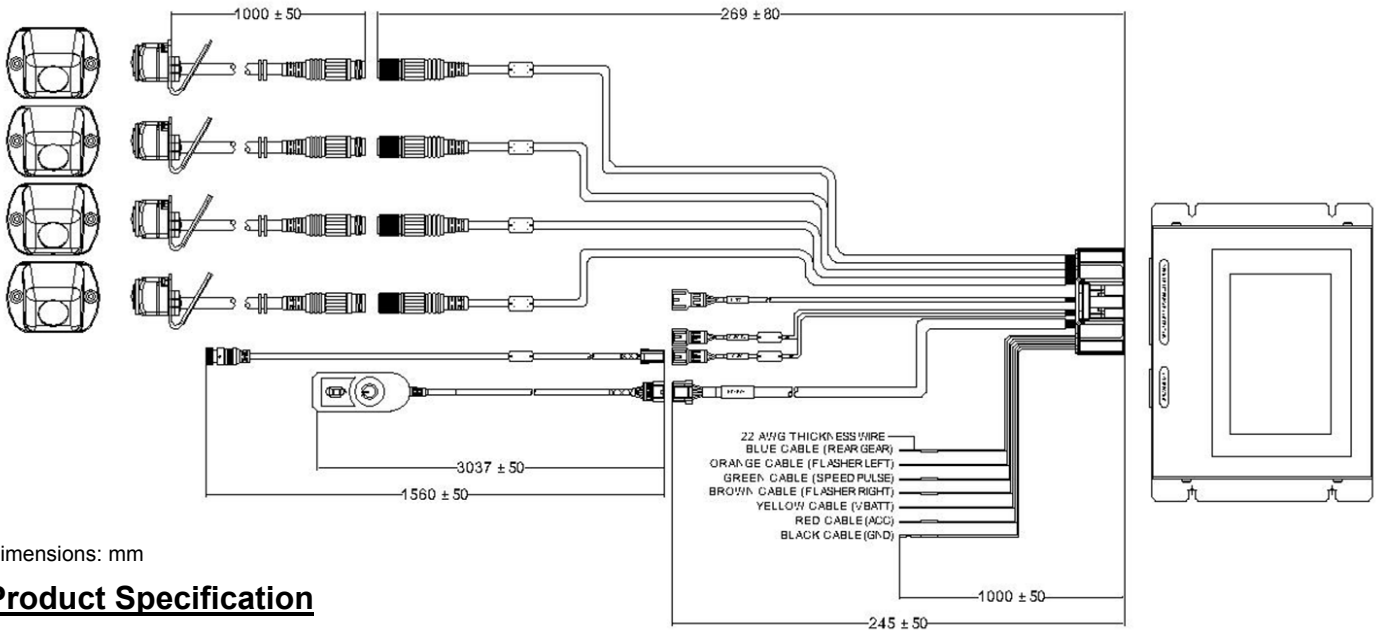 1000 ± 50
269 ± 80
22 AWG THICKNESS WIRE
BLUE CABLE (REAR GEAR)
ORANGE CABLE (FLASHER LEFT)
GREEN CABLE (SPEED PULSE)
BROWN CABLE (FLASHER RIGHT)
YELLOW CABLE (VBATT)
RED CABLE (ACC)
BLACK CABLE (GND)
3037 ± 50
1560 ± 50
1000 ± 50
245 ± 50
imensions: mm
Product Specification